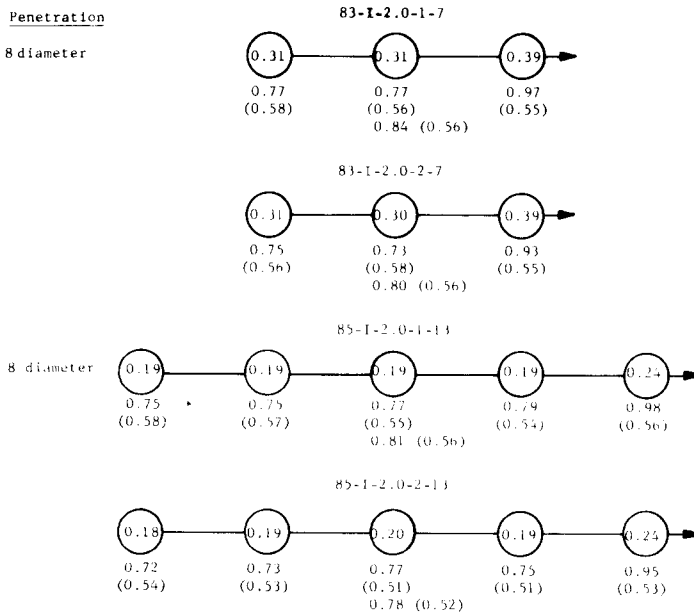 Penetration
83-I-2.0-1-7
8 diameter
0.31 0.31 0.39
0.77 0.77 0.97
(0.58) (0.56) (0.55)
0.84 (0.56)
83-I-2.0-2-7
0.31 0.30 0.39
0.75 0.73 0.93
(0.56) (0.58) (0.55)
0.80 (0.56)
85-I-2.0-1-13
8 diameter
0.19 0.19 0.19 0.19 0.24
0.75 0.75 0.77 0.79 0.98
(0.58) (0.57) (0.55) (0.54) (0.56)
0.81 (0.56)
85-I-2.0-2-13
0.18 0.19 0.20 0.19 0.24
0.72 0.73 0.77 0.75 0.95
(0.54) (0.53) (0.51) (0.51) (0.53)
0.78 (0.52)